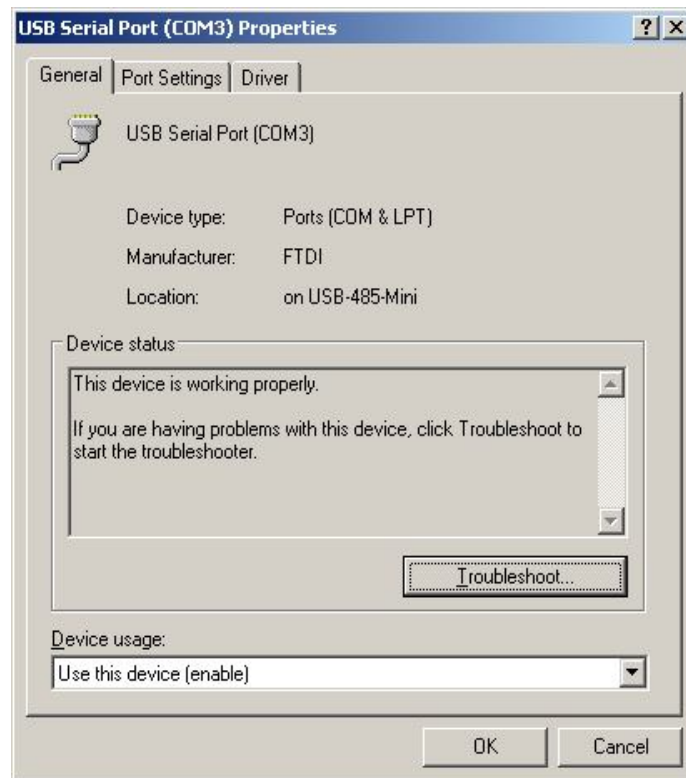 USB Serial Port (COM3) Properties
General
Port Settings
Driver
USB Serial Port (COM3)
Device type: Ports (COM & LPT)
Manufacturer: FTDI
Location: on USB-485-Mini
Device status
This device is working properly.
If you are having problems with this device, click Troubleshoot to
start the troubleshooter.
Troubleshoot...
Device usage:
Use this device (enable)
OK
Cancel